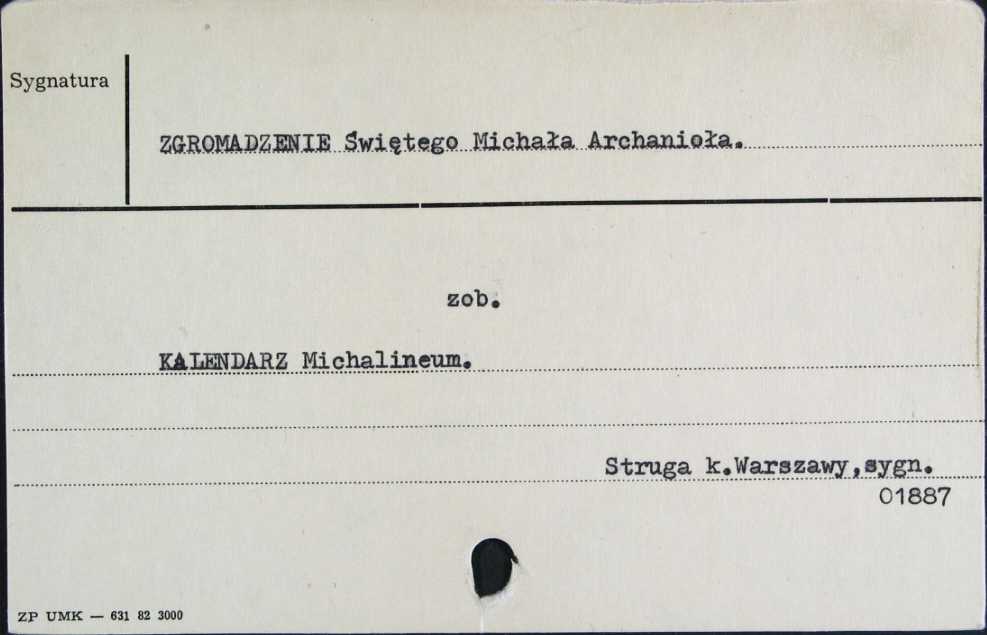 Sygnatura
ZGROMADZENIE Świętego Michała Archanioła.
zob.
KALENDARZ Michalineum.
Struga k.Warszawy,sygn.
01887
ZP UMK — 631 82 3000